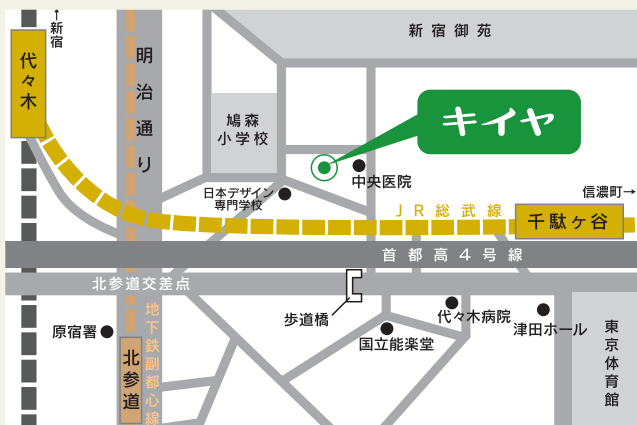 ←新宿
代々木
明治通り
新宿御苑
鳩森
小学校
キイヤ
中央医院
日本デザイン
専門学校
信濃町→
JR総武線
千駄ヶ谷
首都高4号線
北参道交差点
地下鉄副都心線
歩道橋
代々木病院
津田ホール
原宿署
国立能楽堂
北参道
東京体育館